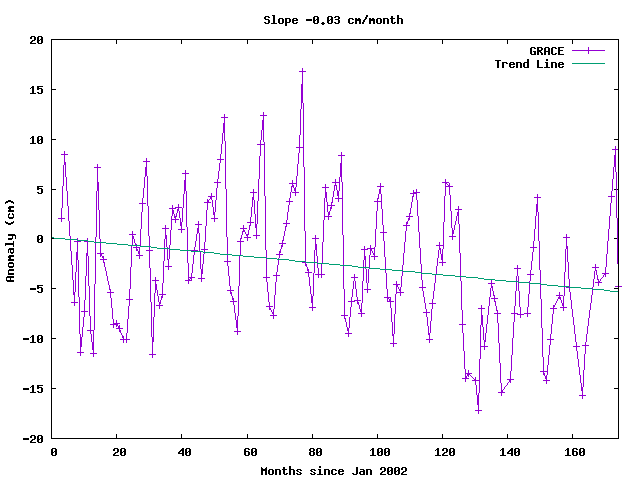 Slope -0.03 cm/month
GRACE
Trend Line
20
15
10
5
0
-5
-10
-15
-20
Anomaly (cm)
0 20 40 60 80 100 120 140 160
Months since Jan 2002